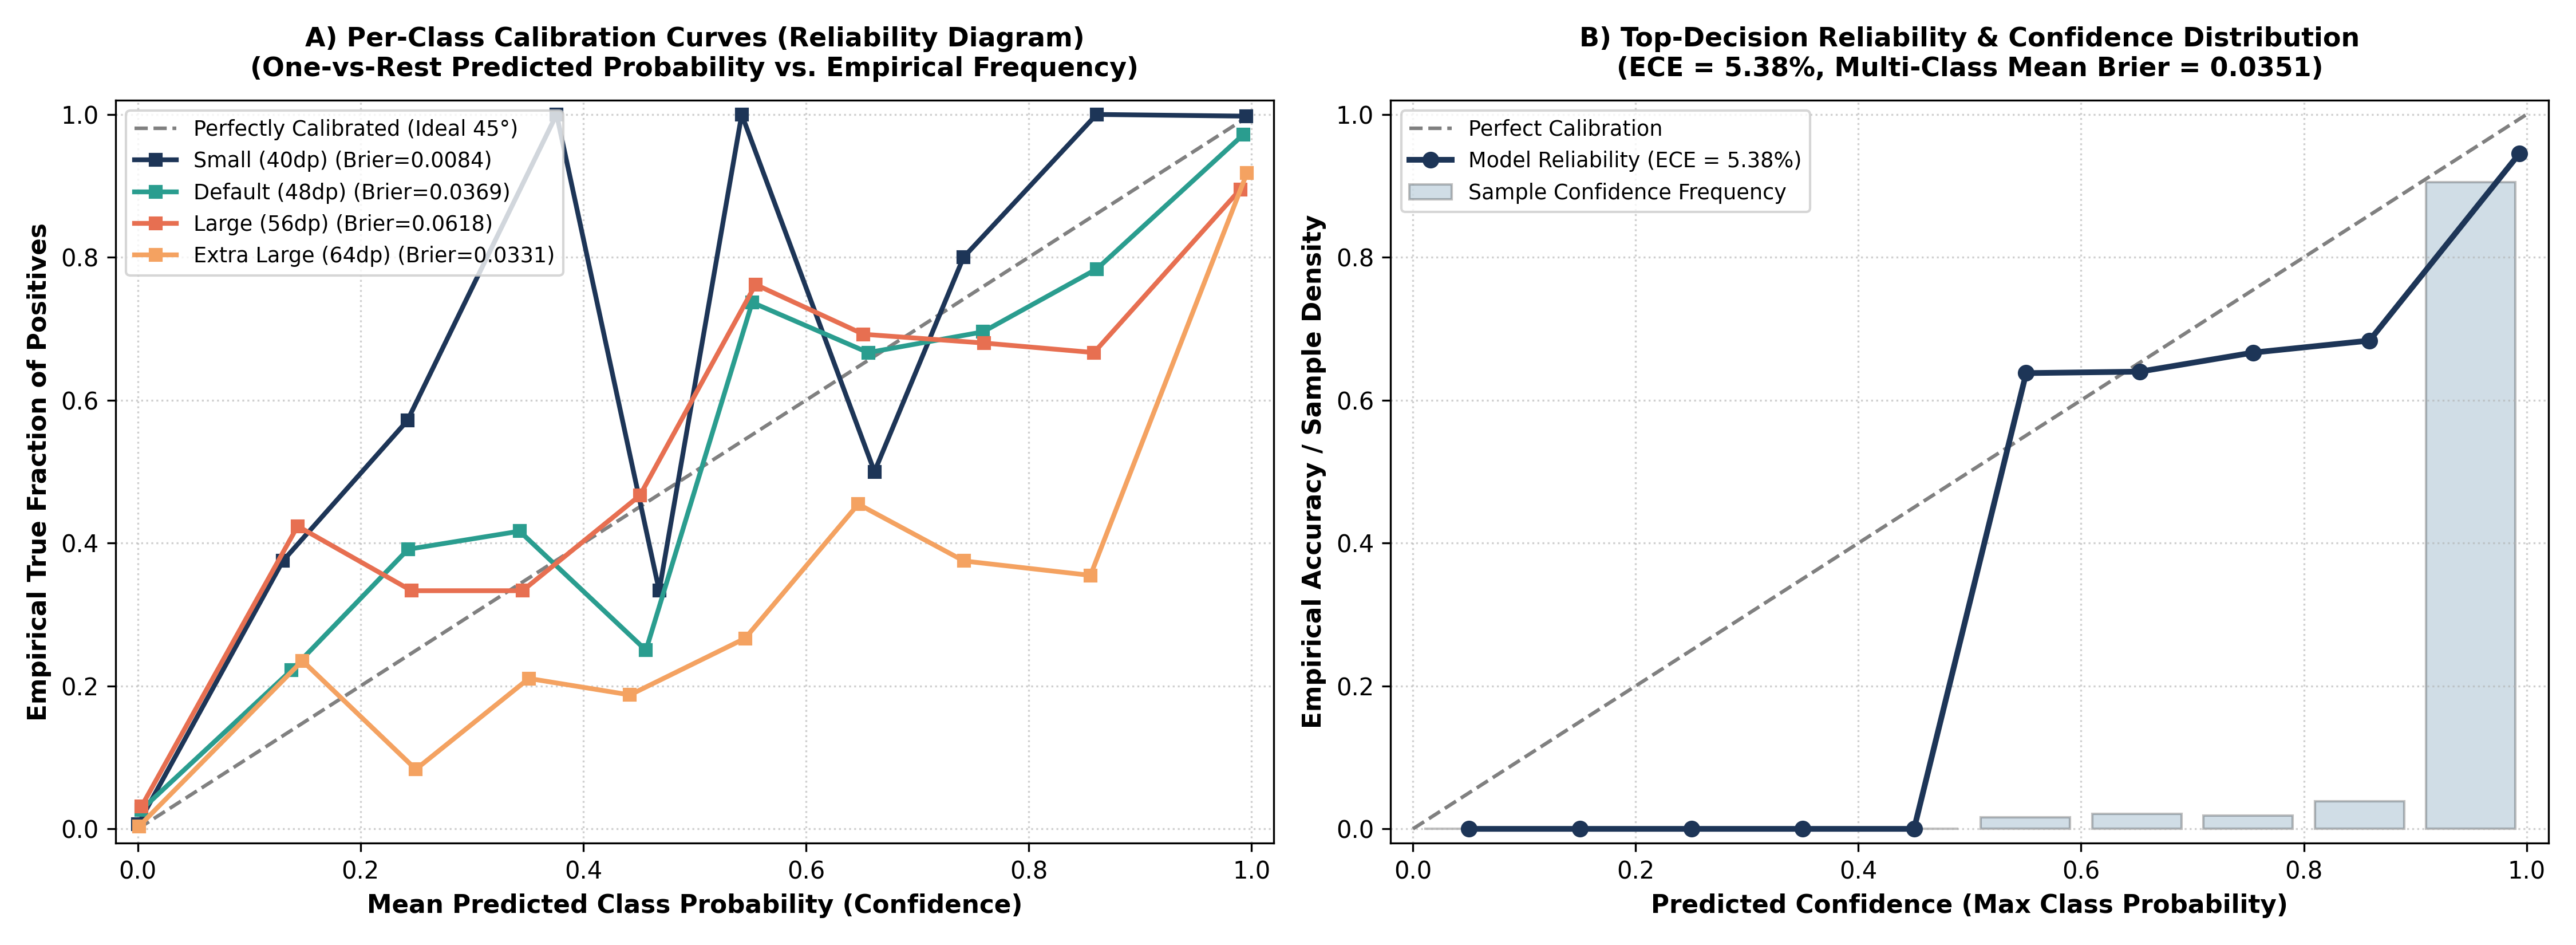 A) Per-Class Calibration Curves (Reliability Diagram)
(One-vs-Rest Predicted Probability vs. Empirical Frequency)
Empirical True Fraction of Positives
1.0
0.8
0.6
0.4
0.2
0.0
Perfectly Calibrated (Ideal 45°)
Small (40dp) (Brier=0.0084)
Default (48dp) (Brier=0.0369)
Large (56dp) (Brier=0.0618)
Extra Large (64dp) (Brier=0.0331)
0.0 0.2 0.4 0.6 0.8 1.0
Mean Predicted Class Probability (Confidence)
B) Top-Decision Reliability & Confidence Distribution
(ECE = 5.38%, Multi-Class Mean Brier = 0.0351)
Empirical Accuracy / Sample Density
1.0
0.8
0.6
0.4
0.2
0.0
Perfect Calibration
Model Reliability (ECE = 5.38%)
Sample Confidence Frequency
0.0 0.2 0.4 0.6 0.8 1.0
Predicted Confidence (Max Class Probability)